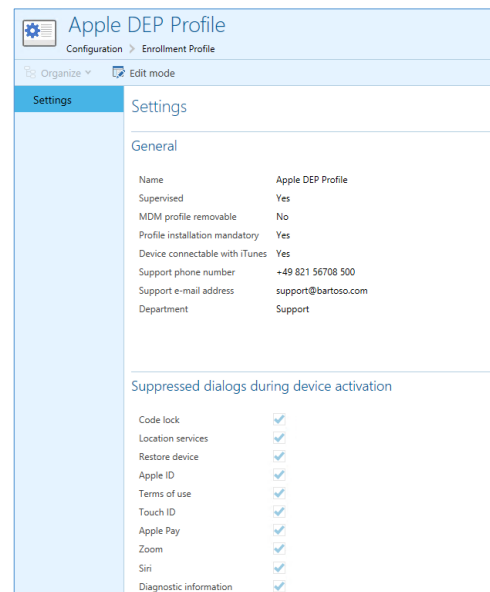 Apple DEP Profile
Configuration > Enrollment Profile
Organize
Edit mode
Settings
Settings
General
Name Apple DEP Profile
Supervised Yes
MDM profile removable No
Profile installation mandatory Yes
Device connectable with iTunes Yes
Support phone number +49 821 56708 500
Support e-mail address support@bartoso.com
Department Support
Suppressed dialogs during device activation
Code lock
Location services
Restore device
Apple ID
Terms of use
Touch ID
Apple Pay
Zoom
Siri
Diagnostic information